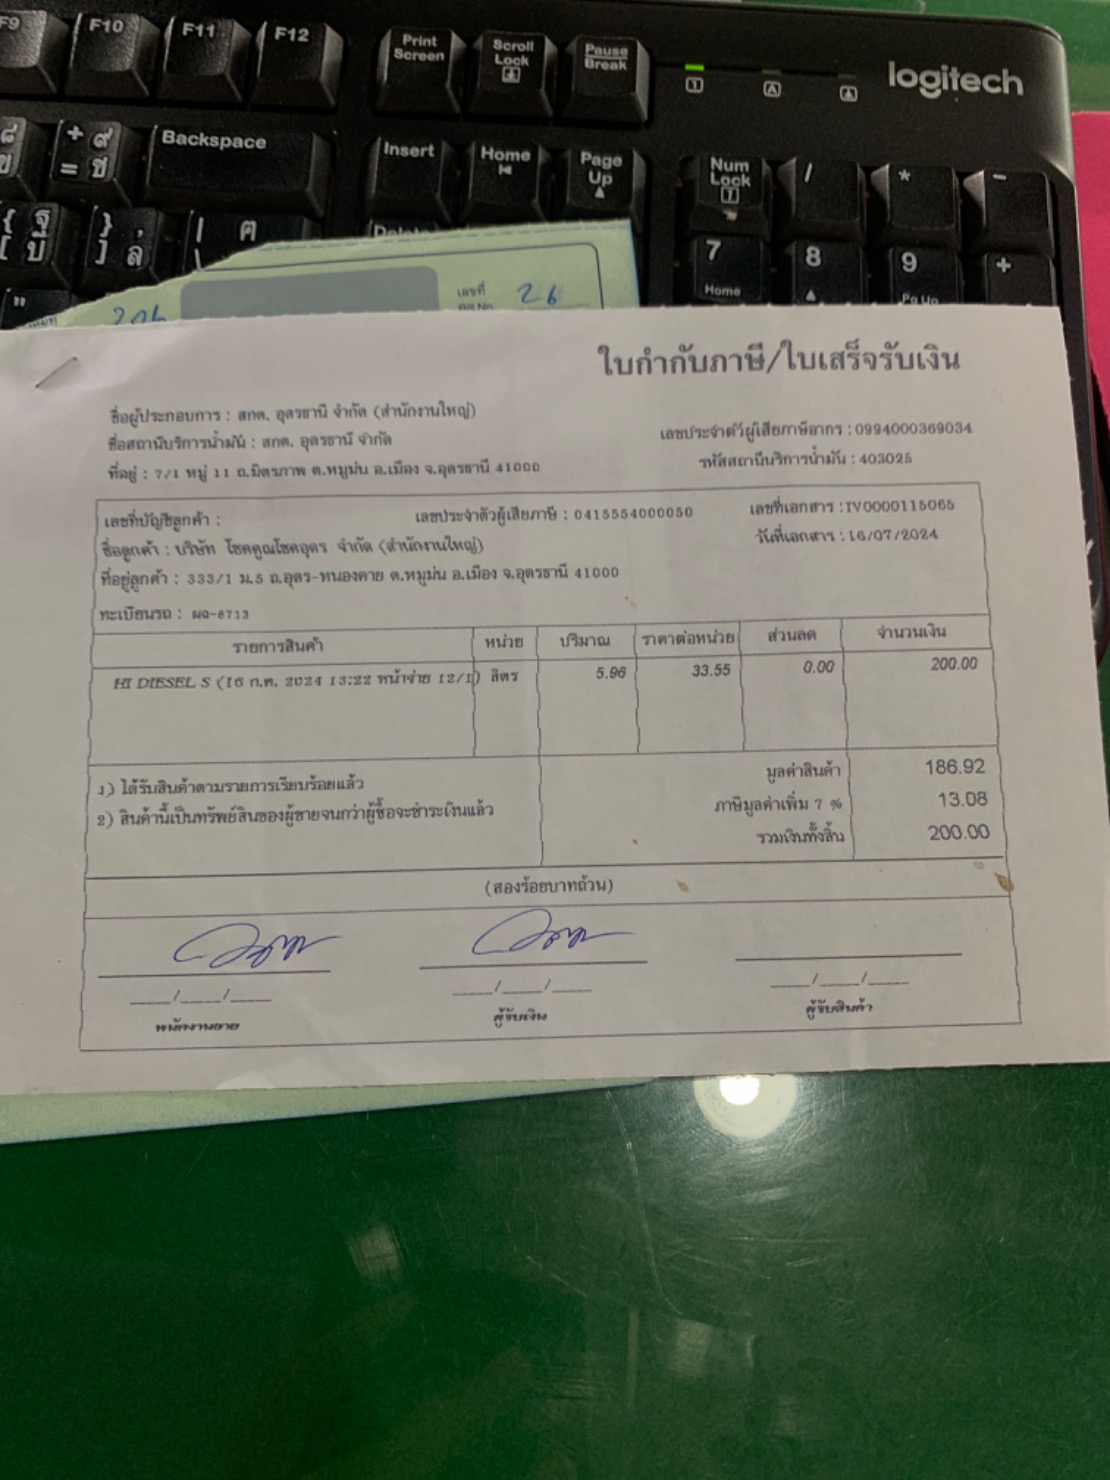 F9 F10 F11 F12 Print Screen Scroll Lock Pause Break
logitech
Backspace Insert Home Page Up Num Lock / * -
7 Home 8 9 Pg Up +
เลขที่ 26
206
ใบกำกับภาษี/ใบเสร็จรับเงิน
ชื่อผู้ประกอบการ : สกต. อุดรธานี จำกัด (สำนักงานใหญ่)
ชื่อสถานีบริการน้ำมัน : สกต. อุดรธานี จำกัด
เลขประจำตัวผู้เสียภาษีอากร : 0994000369034
ที่อยู่ : 7/1 หมู่ 11 ถ.มิตรภาพ ต.หมูม่น อ.เมือง จ.อุดรธานี 41000
รหัสสถานีบริการน้ำมัน : 403025
เลขที่บัญชีลูกค้า : เลขประจำตัวผู้เสียภาษี : 0415554000050 เลขที่เอกสาร : IV0000115065
ชื่อลูกค้า : บริษัท โชคคูณโชคอุดร จำกัด (สำนักงานใหญ่) วันที่เอกสาร : 16/07/2024
ที่อยู่ลูกค้า : 333/1 ม.5 ถ.อุดร-หนองคาย ต.หมูม่น อ.เมือง จ.อุดรธานี 41000
ทะเบียนรถ : ผฉ-6713
รายการสินค้า หน่วย ปริมาณ ราคาต่อหน่วย ส่วนลด จำนวนเงิน
HI DIESEL S (16 ก.ค. 2024 13:22 หน้าจ่าย 12/1) ลิตร 5.96 33.55 0.00 200.00
1) ได้รับสินค้าตามรายการเรียบร้อยแล้ว
2) สินค้านี้เป็นทรัพย์สินของผู้ขายจนกว่าผู้ซื้อจะชำระเงินแล้ว
มูลค่าสินค้า 186.92
ภาษีมูลค่าเพิ่ม 7 % 13.08
รวมเงินทั้งสิ้น 200.00
(สองร้อยบาทถ้วน)
____/____/____ ____/____/____ ____/____/____
พนักงานขาย ผู้รับเงิน ผู้รับสินค้า